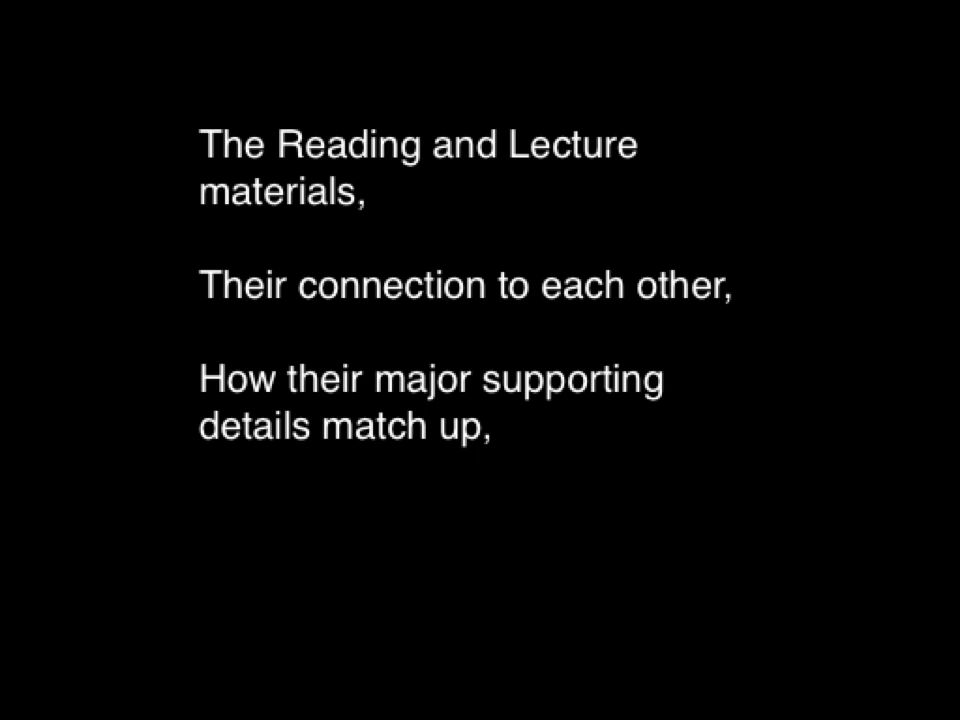 The Reading and Lecture
materials,
Their connection to each other,
How their major supporting
details match up,